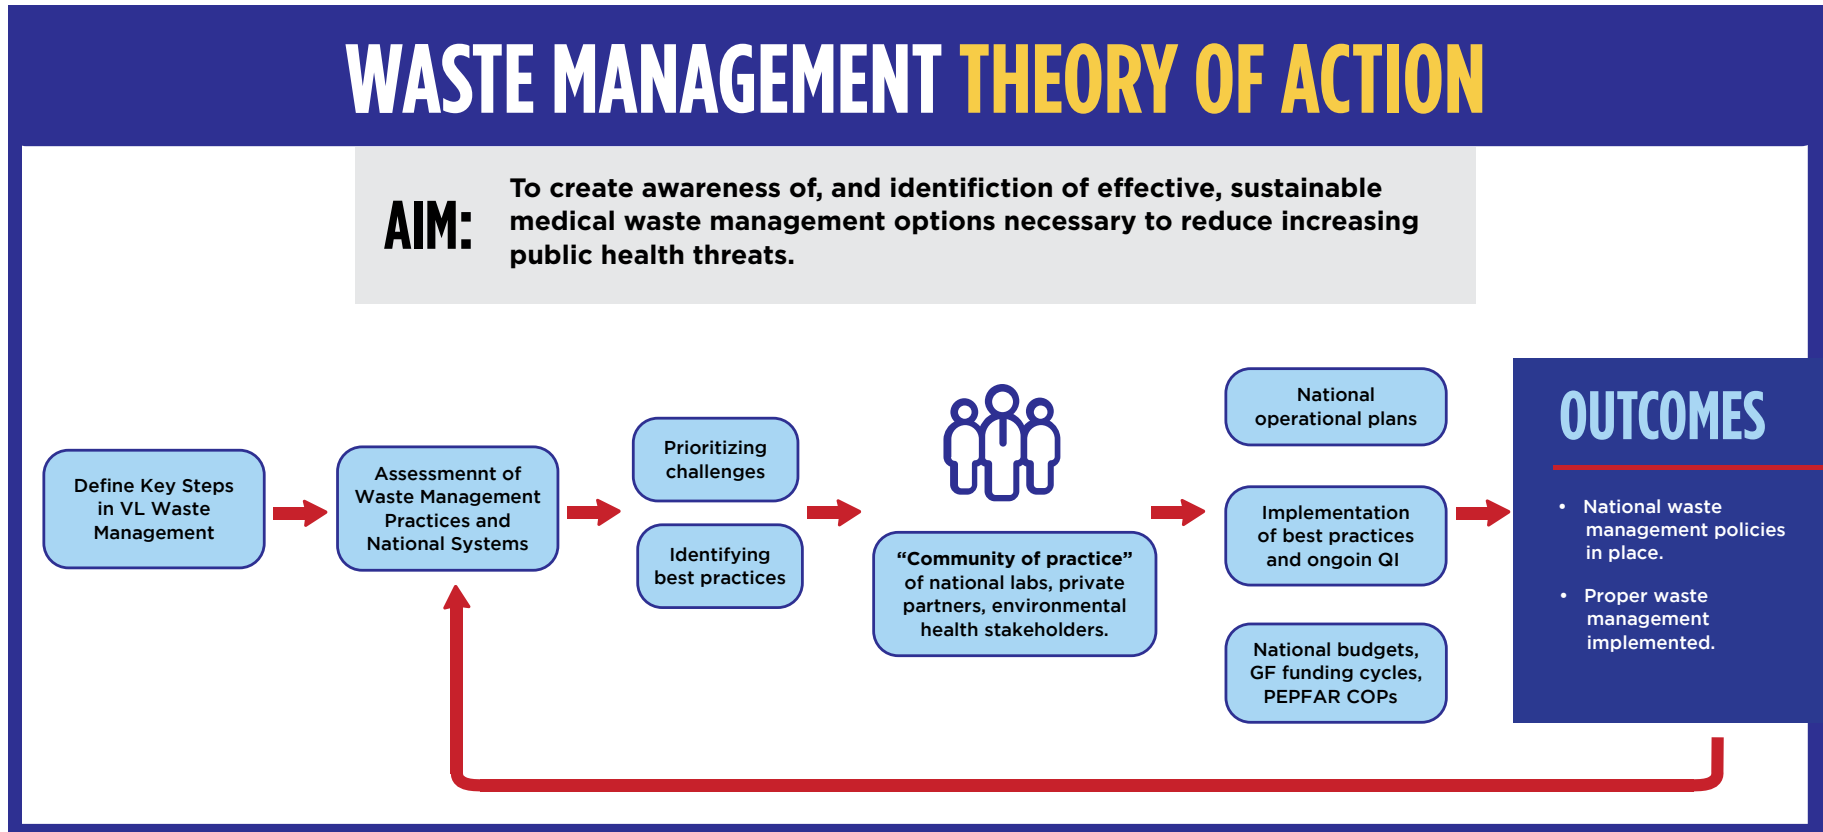 WASTE MANAGEMENT THEORY OF ACTION
AIM:
To create awareness of, and identifiction of effective, sustainable
medical waste management options necessary to reduce increasing
public health threats.
Define Key Steps
in VL Waste
Management
Assessmennt of
Waste Management
Practices and
National Systems
Prioritizing
challenges
Identifying
best practices
“Community of practice”
of national labs, private
partners, environmental
health stakeholders.
National
operational plans
Implementation
of best practices
and ongoin QI
National budgets,
GF funding cycles,
PEPFAR COPs
OUTCOMES
• National waste
management policies
in place.
• Proper waste
management
implemented.